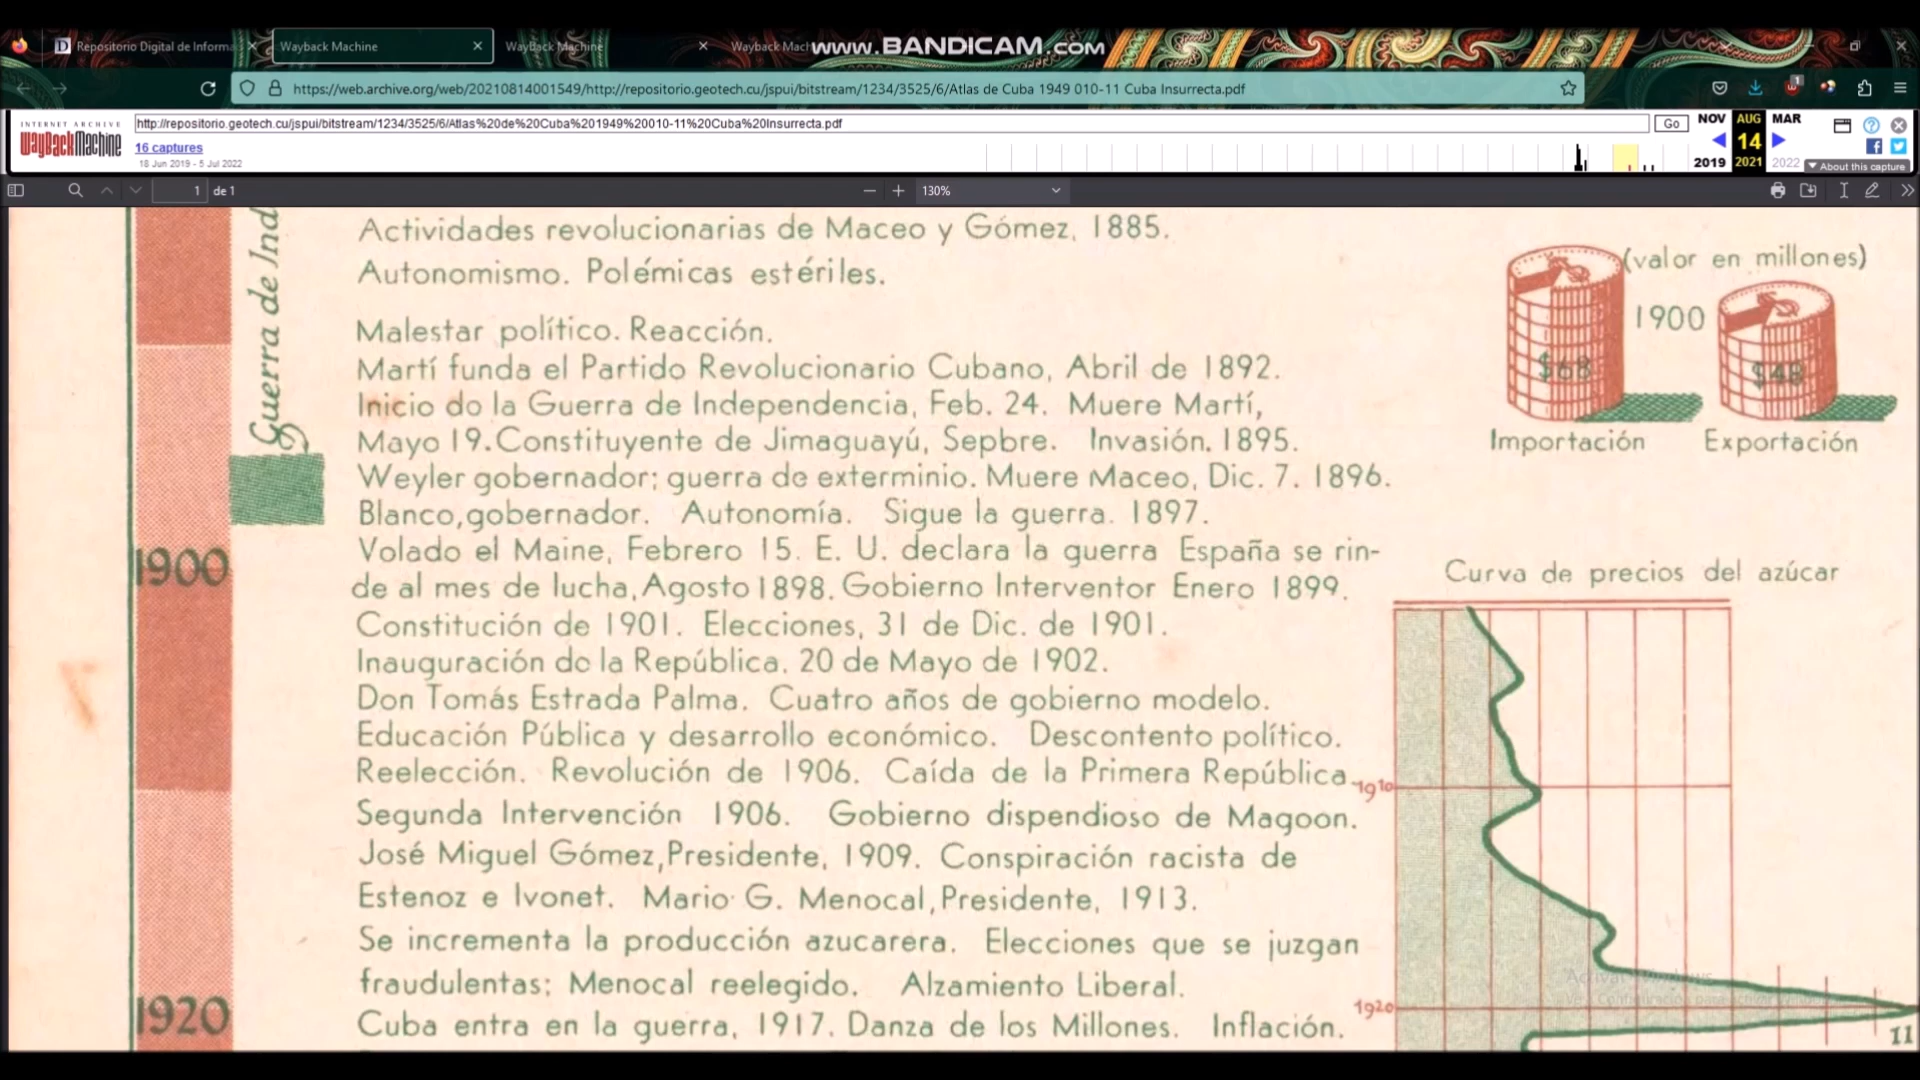 www.BANDICAM.com
Repositorio Digital de Informa
Wayback Machine
Wayback Machine
Wayback Mach
https://web.archive.org/web/20210814001549/http://repositorio.geotech.cu/jspui/bitstream/1234/3525/6/Atlas de Cuba 1949 010-11 Cuba Insurrecta.pdf
1
INTERNET ARCHIVE
WayBackMachine
http://repositorio.geotech.cu/jspui/bitstream/1234/3525/6/Atlas%20de%20Cuba%201949%20010-11%20Cuba%20Insurrecta.pdf
Go
NOV AUG MAR
16 captures
14
18 Jun 2019 - 5 Jul 2022
2019 2021 2022
About this capture
1 de 1
130%
Guerra de Ind
Actividades revolucionarias de Maceo y Gómez, 1885.
Autonomismo. Polémicas estériles.
Malestar político. Reacción.
Martí funda el Partido Revolucionario Cubano, Abril de 1892.
Inicio do la Guerra de Independencia, Feb. 24. Muere Martí,
Mayo 19. Constituyente de Jimaguayú, Sepbre. Invasión. 1895.
Weyler gobernador; guerra de exterminio. Muere Maceo, Dic. 7. 1896.
Blanco, gobernador. Autonomía. Sigue la guerra. 1897.
Volado el Maine, Febrero 15. E. U. declara la guerra España se rin-
de al mes de lucha, Agosto 1898. Gobierno Interventor Enero 1899.
Constitución de 1901. Elecciones, 31 de Dic. de 1901.
Inauguración do la República. 20 de Mayo de 1902.
Don Tomás Estrada Palma. Cuatro años de gobierno modelo.
Educación Pública y desarrollo económico. Descontento político.
Reelección. Revolución de 1906. Caída de la Primera República
Segunda Intervención 1906. Gobierno dispendioso de Magoon.
José Miguel Gómez, Presidente, 1909. Conspiración racista de
Estenoz e Ivonet. Mario G. Menocal, Presidente, 1913.
Se incrementa la producción azucarera. Elecciones que se juzgan
fraudulentas; Menocal reelegido. Alzamiento Liberal.
Cuba entra en la guerra, 1917. Danza de los Millones. Inflación.
1900
1920
(valor en millones)
1900
$68
$48
Importación
Exportación
Curva de precios del azúcar
1910
1920
Activar Windows
11